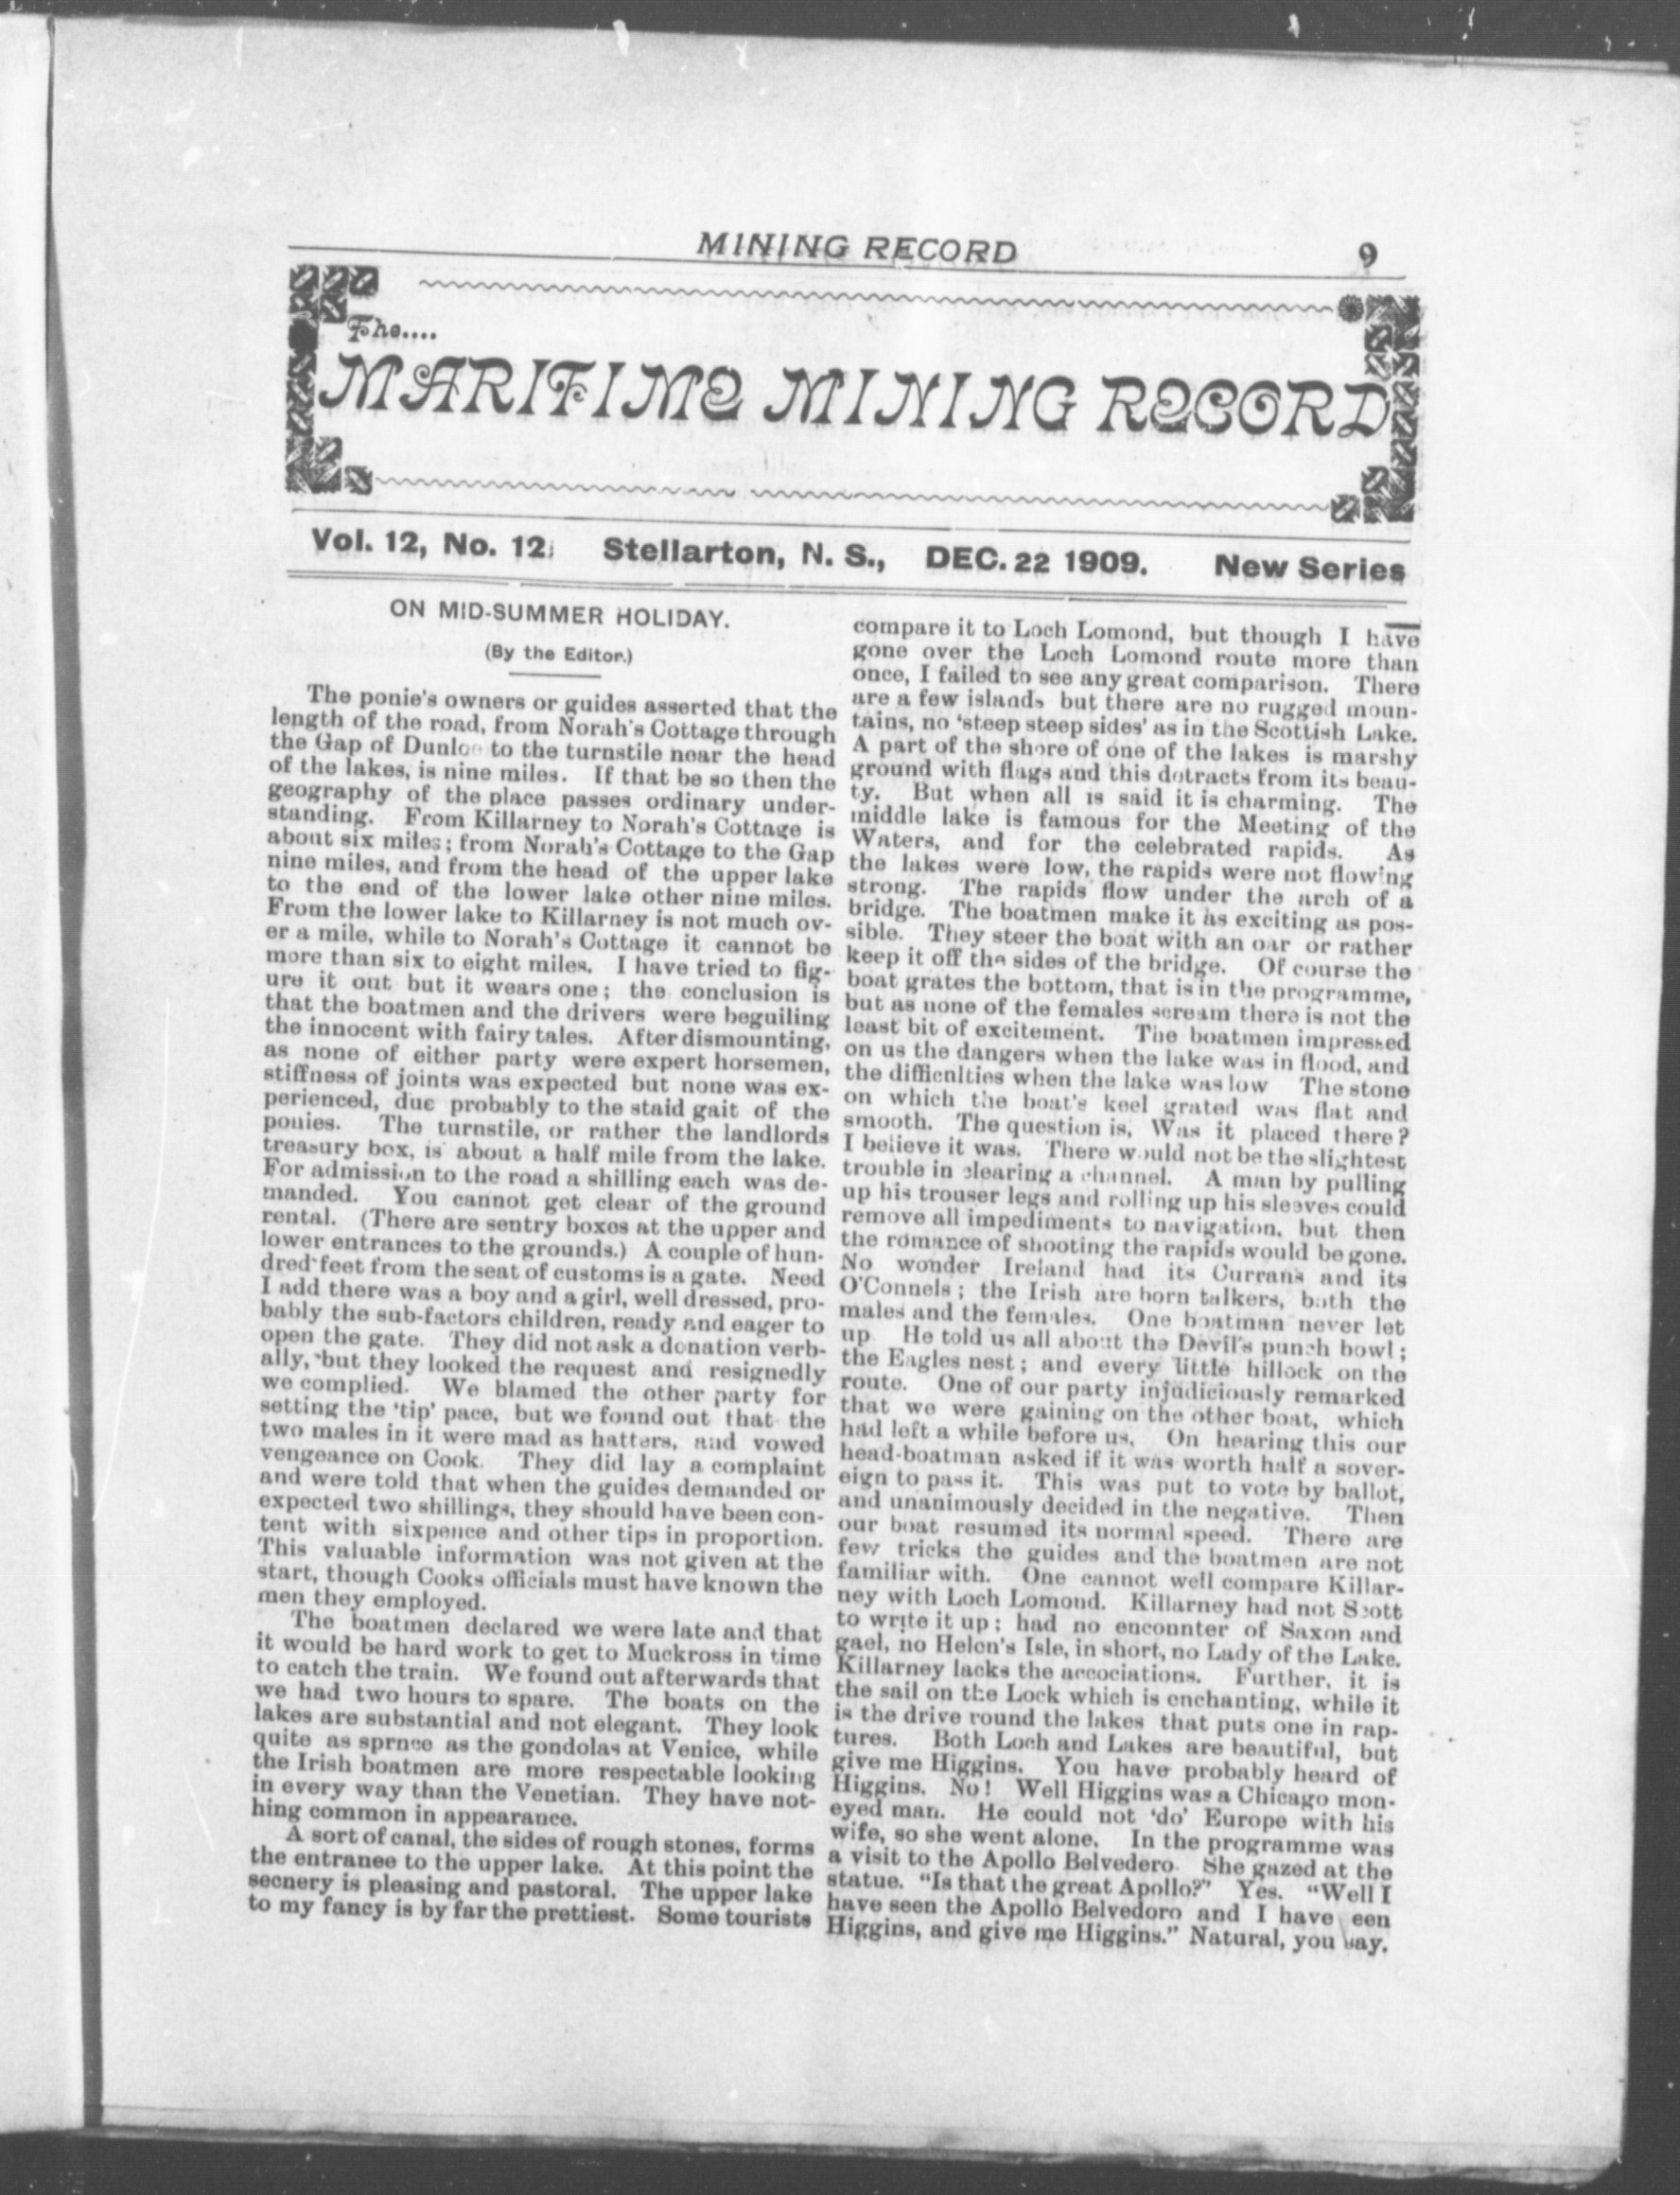 MINING RECORD 9
The....
MARITIME MINING RECORD
Vol. 12, No. 12. Stellarton, N. S., DEC. 22 1909. New Series
ON MID-SUMMER HOLIDAY.
(By the Editor.)
The ponie's owners or guides asserted that the
length of the road, from Norah's Cottage through
the Gap of Dunloe to the turnstile near the head
of the lakes, is nine miles. If that be so then the
geography of the place passes ordinary under-
standing. From Killarney to Norah's Cottage is
about six miles; from Norah's Cottage to the Gap
nine miles, and from the head of the upper lake
to the end of the lower lake other nine miles.
From the lower lake to Killarney is not much ov-
er a mile, while to Norah's Cottage it cannot be
more than six to eight miles. I have tried to fig-
ure it out but it wears one; the conclusion is
that the boatmen and the drivers were beguiling
the innocent with fairy tales. After dismounting,
as none of either party were expert horsemen,
stiffness of joints was expected but none was ex-
perienced, due probably to the staid gait of the
ponies. The turnstile, or rather the landlords
treasury box, is about a half mile from the lake.
For admission to the road a shilling each was de-
manded. You cannot get clear of the ground
rental. (There are sentry boxes at the upper and
lower entrances to the grounds.) A couple of hun-
dred feet from the seat of customs is a gate. Need
I add there was a boy and a girl, well dressed, pro-
bably the sub-factors children, ready and eager to
open the gate. They did not ask a donation verb-
ally, but they looked the request and resignedly
we complied. We blamed the other party for
setting the 'tip' pace, but we found out that the
two males in it were mad as hatters, and vowed
vengeance on Cook. They did lay a complaint
and were told that when the guides demanded or
expected two shillings, they should have been con-
tent with sixpence and other tips in proportion.
This valuable information was not given at the
start, though Cooks officials must have known the
men they employed.
The boatmen declared we were late and that
it would be hard work to get to Muckross in time
to catch the train. We found out afterwards that
we had two hours to spare. The boats on the
lakes are substantial and not elegant. They look
quite as sprnce as the gondolas at Venice, while
the Irish boatmen are more respectable looking
in every way than the Venetian. They have not-
hing common in appearance.
A sort of canal, the sides of rough stones, forms
the entranee to the upper lake. At this point the
secnery is pleasing and pastoral. The upper lake
to my fancy is by far the prettiest. Some tourists
compare it to Loch Lomond, but though I have
gone over the Loch Lomond route more than
once, I failed to see any great comparison. There
are a few islands but there are no rugged moun-
tains, no 'steep steep sides' as in the Scottish Lake.
A part of the shore of one of the lakes is marshy
ground with flags and this detracts from its beau-
ty. But when all is said it is charming. The
middle lake is famous for the Meeting of the
Waters, and for the celebrated rapids. As
the lakes were low, the rapids were not flowing
strong. The rapids flow under the arch of a
bridge. The boatmen make it as exciting as pos-
sible. They steer the boat with an oar or rather
keep it off the sides of the bridge. Of course the
boat grates the bottom, that is in the programme,
but as none of the females scream there is not the
least bit of excitement. The boatmen impressed
on us the dangers when the lake was in flood, and
the difficnlties when the lake was low The stone
on which the boat's keel grated was flat and
smooth. The question is, Was it placed there?
I believe it was. There would not be the slightest
trouble in clearing a channel. A man by pulling
up his trouser legs and rolling up his sleeves could
remove all impediments to navigation, but then
the romance of shooting the rapids would be gone.
No wonder Ireland had its Currans and its
O'Connels; the Irish are born talkers, both the
males and the females. One boatman never let
up He told us all about the Devil's punch bowl;
the Eagles nest; and every little hillock on the
route. One of our party injudiciously remarked
that we were gaining on the other boat, which
had left a while before us. On hearing this our
head-boatman asked if it was worth half a sover-
eign to pass it. This was put to vote by ballot,
and unanimously decided in the negative. Then
our boat resumed its normal speed. There are
few tricks the guides and the boatmen are not
familiar with. One cannot well compare Killar-
ney with Loch Lomond. Killarney had not Scott
to write it up; had no encounter of Saxon and
gael, no Helen's Isle, in short, no Lady of the Lake.
Killarney lacks the accociations. Further, it is
the sail on the Lock which is enchanting, while it
is the drive round the lakes that puts one in rap-
tures. Both Loch and Lakes are beautiful, but
give me Higgins. You have probably heard of
Higgins. No! Well Higgins was a Chicago mon-
eyed man. He could not 'do' Europe with his
wife, so she went alone. In the programme was
a visit to the Apollo Belvedero. She gazed at the
statue. "Is that the great Apollo?" Yes. "Well I
have seen the Apollo Belvedoro and I have een
Higgins, and give me Higgins." Natural, you say.